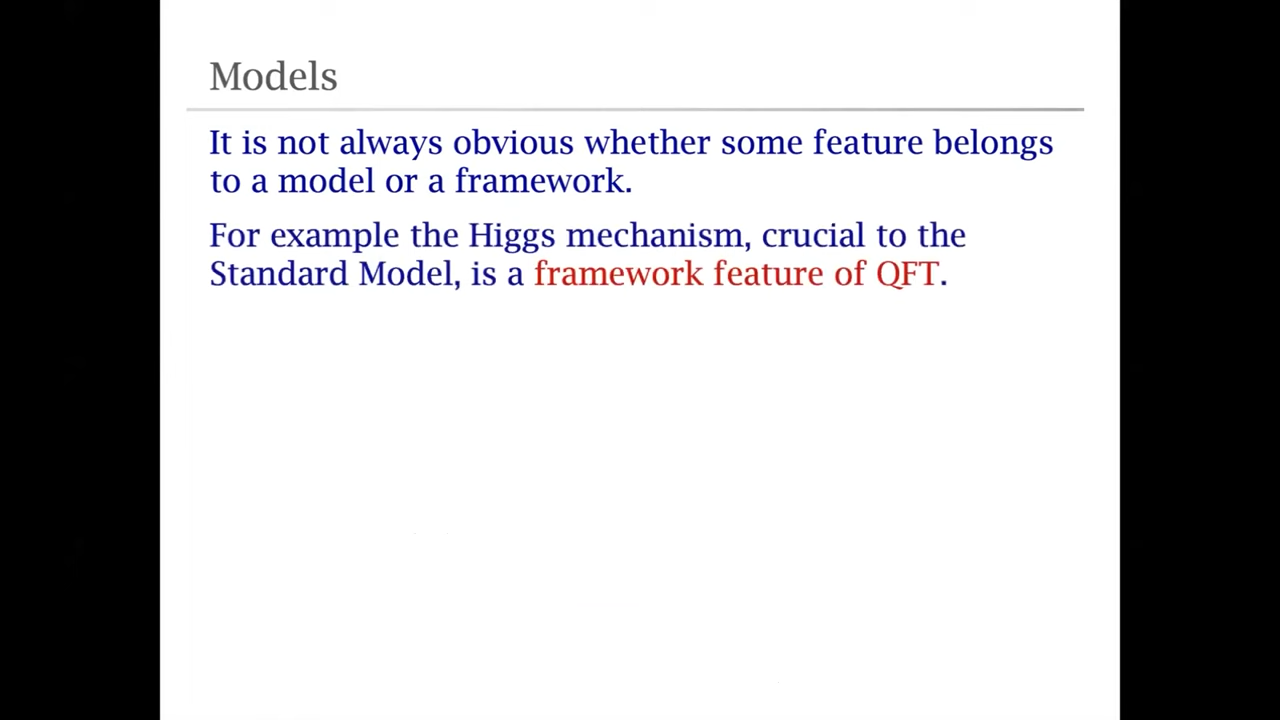 Models
It is not always obvious whether some feature belongs
to a model or a framework.
For example the Higgs mechanism, crucial to the
Standard Model, is a framework feature of QFT.